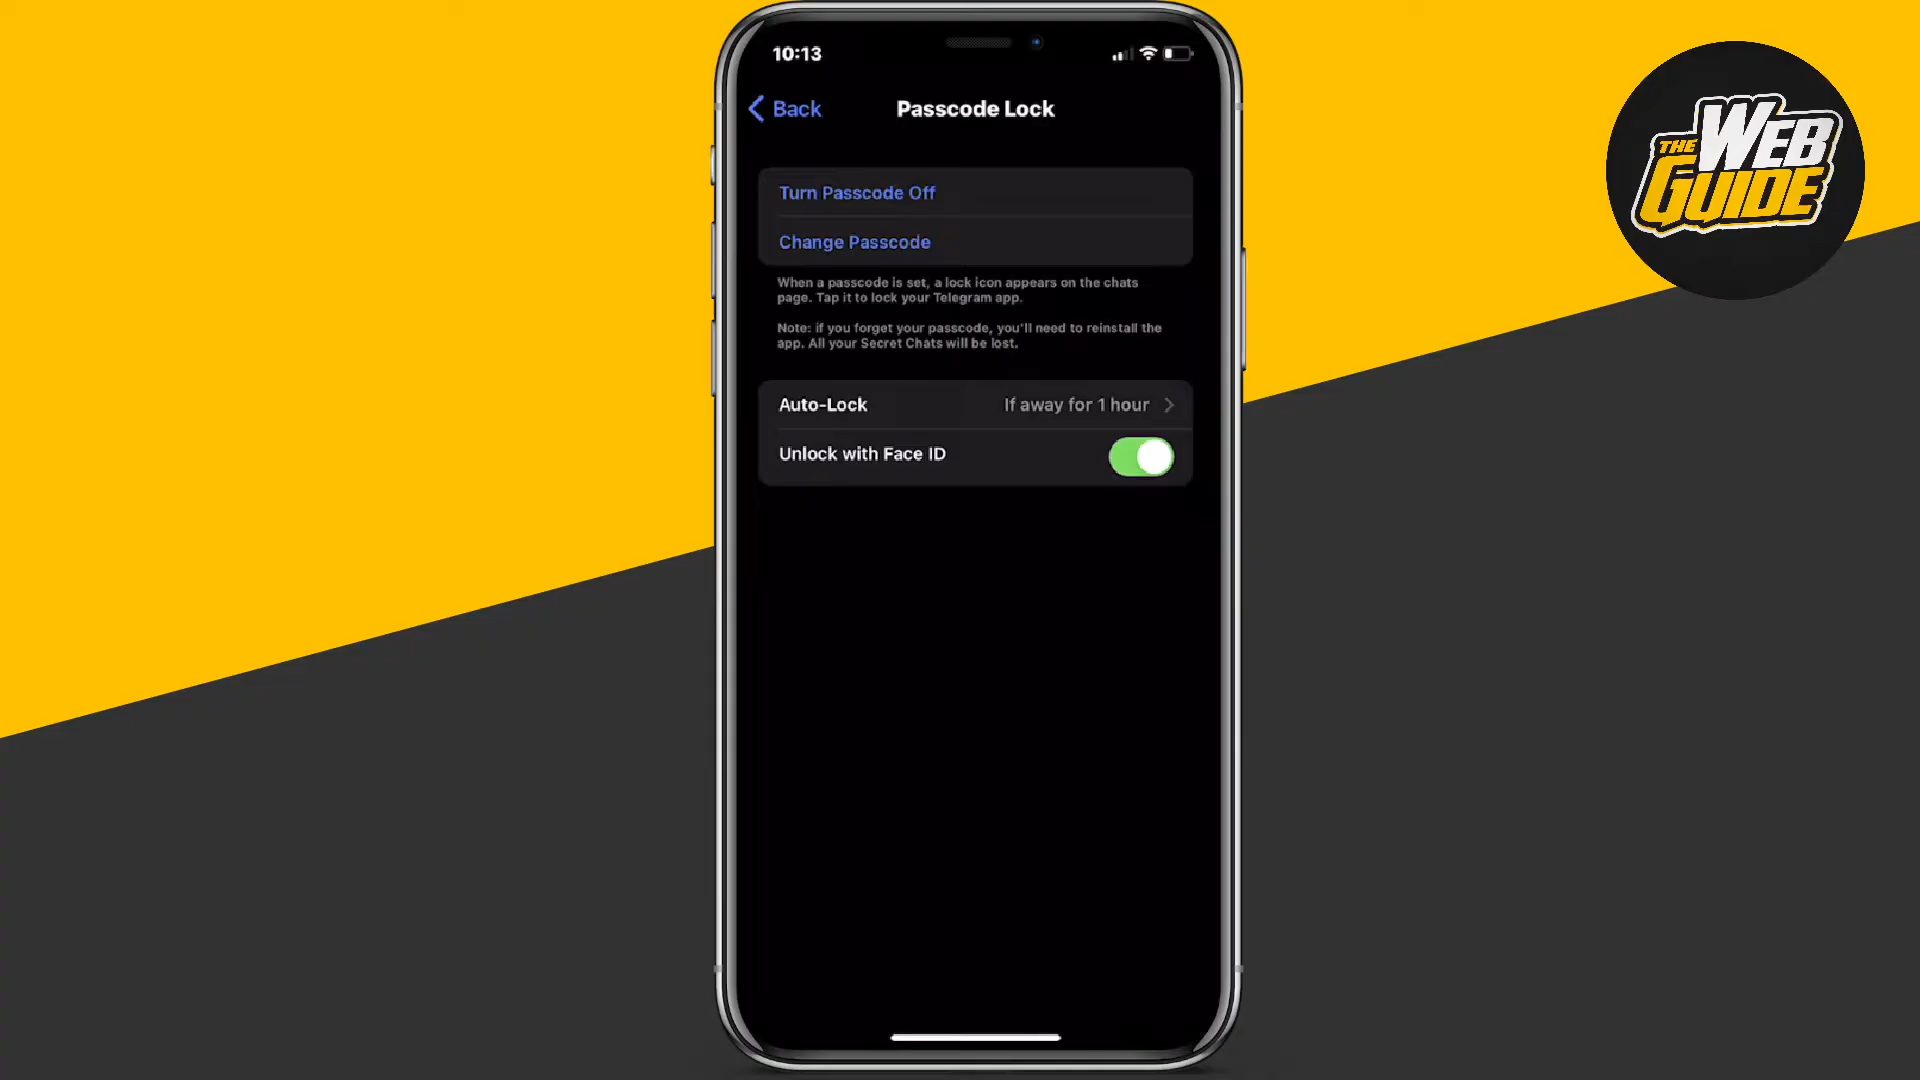 10:13
Back
Passcode Lock
THE WEB
GUIDE
Turn Passcode Off
Change Passcode
When a passcode is set, a lock icon appears on the chats
page. Tap it to lock your Telegram app.
Note: if you forget your passcode, you'll need to reinstall the
app. All your Secret Chats will be lost.
Auto-Lock If away for 1 hour
Unlock with Face ID